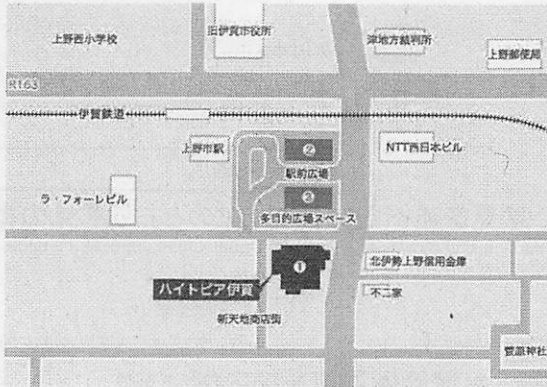 上野西小学校
旧伊賀市役所
津地方裁判所
上野郵便局
R163
伊賀鉄道
上野市駅
②
NTT西日本ビル
駅前広場
ラ・フォーレビル
③
多目的広場スペース
①
北伊勢上野信用金庫
ハイトピア伊賀
不二家
新天地商店街
菅原神社